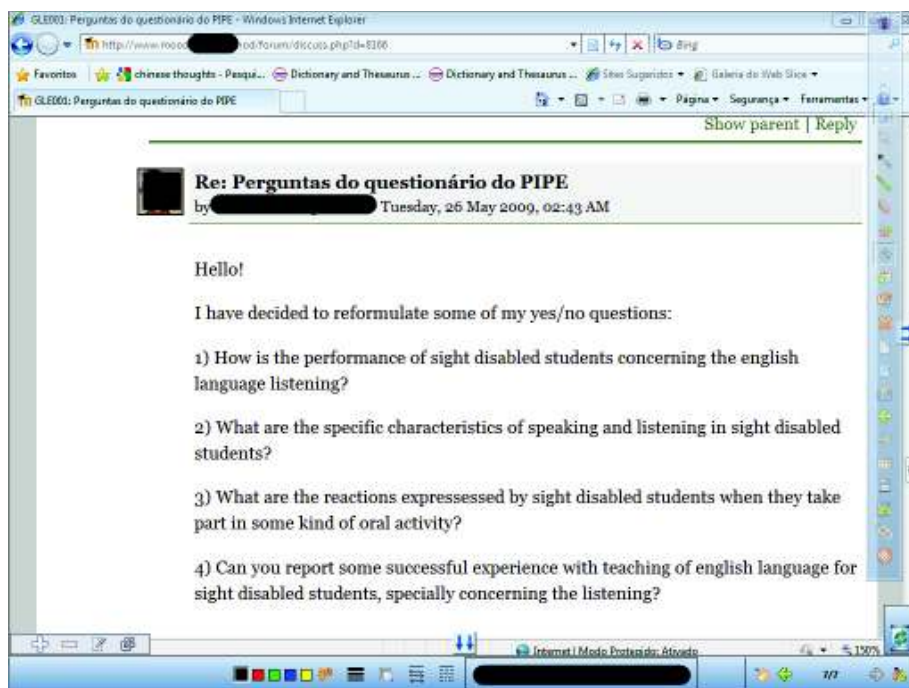 GLE001: Perguntas do questionário do PIPE - Windows Internet Explorer
/forum/discuss.php?d=8166
Bing
Favoritos
chinese thoughts - Pesqui...
Dictionary and Thesaurus ...
Dictionary and Thesaurus ...
Sites Sugeridos
Galeria do Web Slice
GLE001: Perguntas do questionário do PIPE
Página
Segurança
Ferramentas
Show parent | Reply
Re: Perguntas do questionário do PIPE
by
Tuesday, 26 May 2009, 02:43 AM
Hello!
I have decided to reformulate some of my yes/no questions:
1) How is the performance of sight disabled students concerning the english
language listening?
2) What are the specific characteristics of speaking and listening in sight disabled
students?
3) What are the reactions expressessed by sight disabled students when they take
part in some kind of oral activity?
4) Can you report some successful experience with teaching of english language for
sight disabled students, specially concerning the listening?
Internet | Modo Protegido: Ativado
150%
7/7